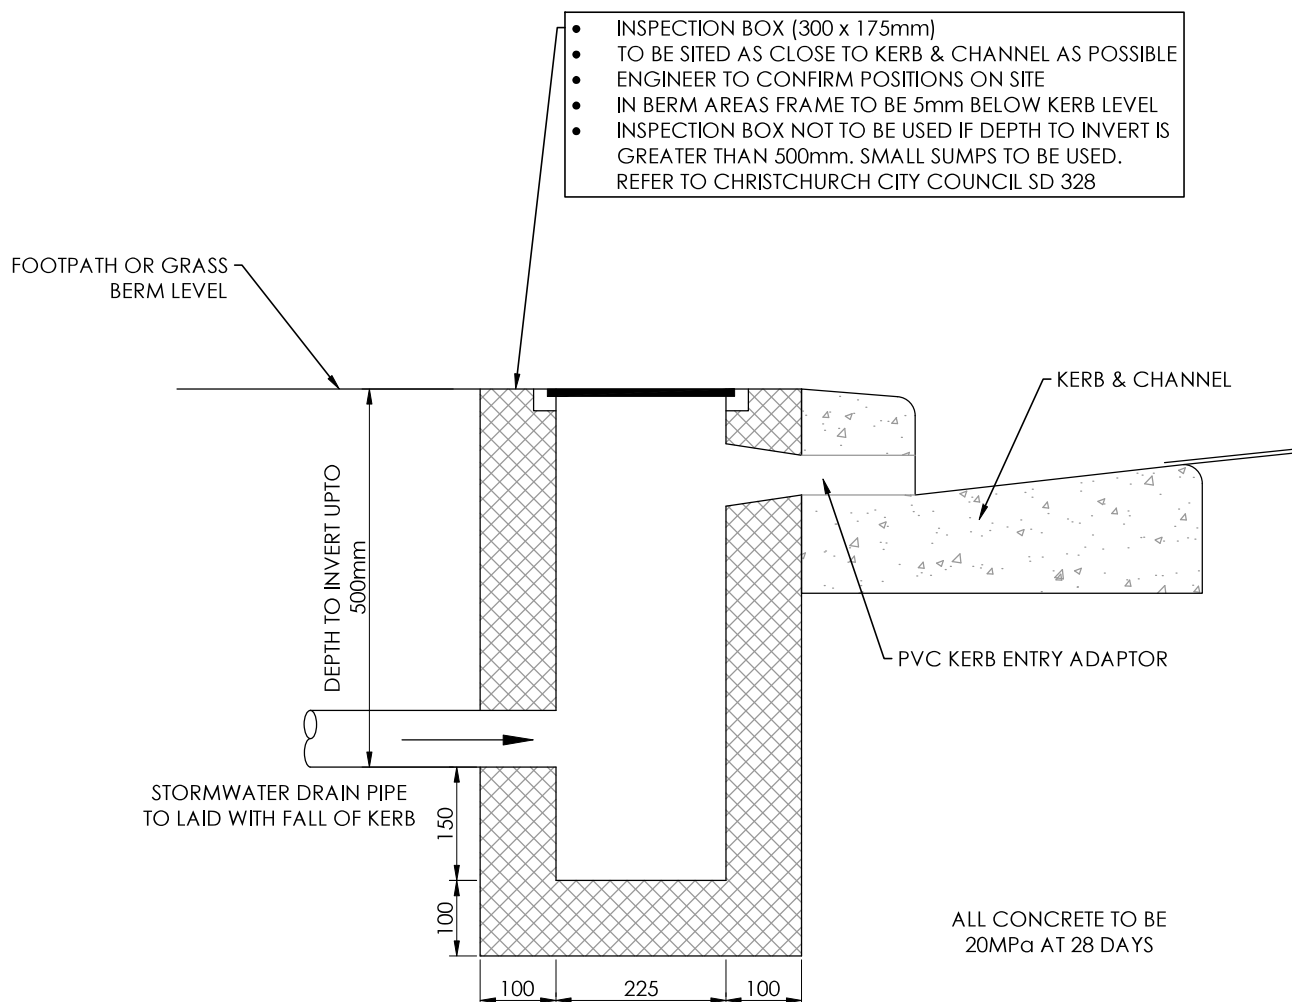 • INSPECTION BOX (300 x 175mm)
• TO BE SITED AS CLOSE TO KERB & CHANNEL AS POSSIBLE
• ENGINEER TO CONFIRM POSITIONS ON SITE
• IN BERM AREAS FRAME TO BE 5mm BELOW KERB LEVEL
• INSPECTION BOX NOT TO BE USED IF DEPTH TO INVERT IS
GREATER THAN 500mm. SMALL SUMPS TO BE USED.
REFER TO CHRISTCHURCH CITY COUNCIL SD 328
FOOTPATH OR GRASS
BERM LEVEL
KERB & CHANNEL
DEPTH TO INVERT UPTO
500mm
PVC KERB ENTRY ADAPTOR
STORMWATER DRAIN PIPE
TO LAID WITH FALL OF KERB
150
100
ALL CONCRETE TO BE
20MPa AT 28 DAYS
100 225 100